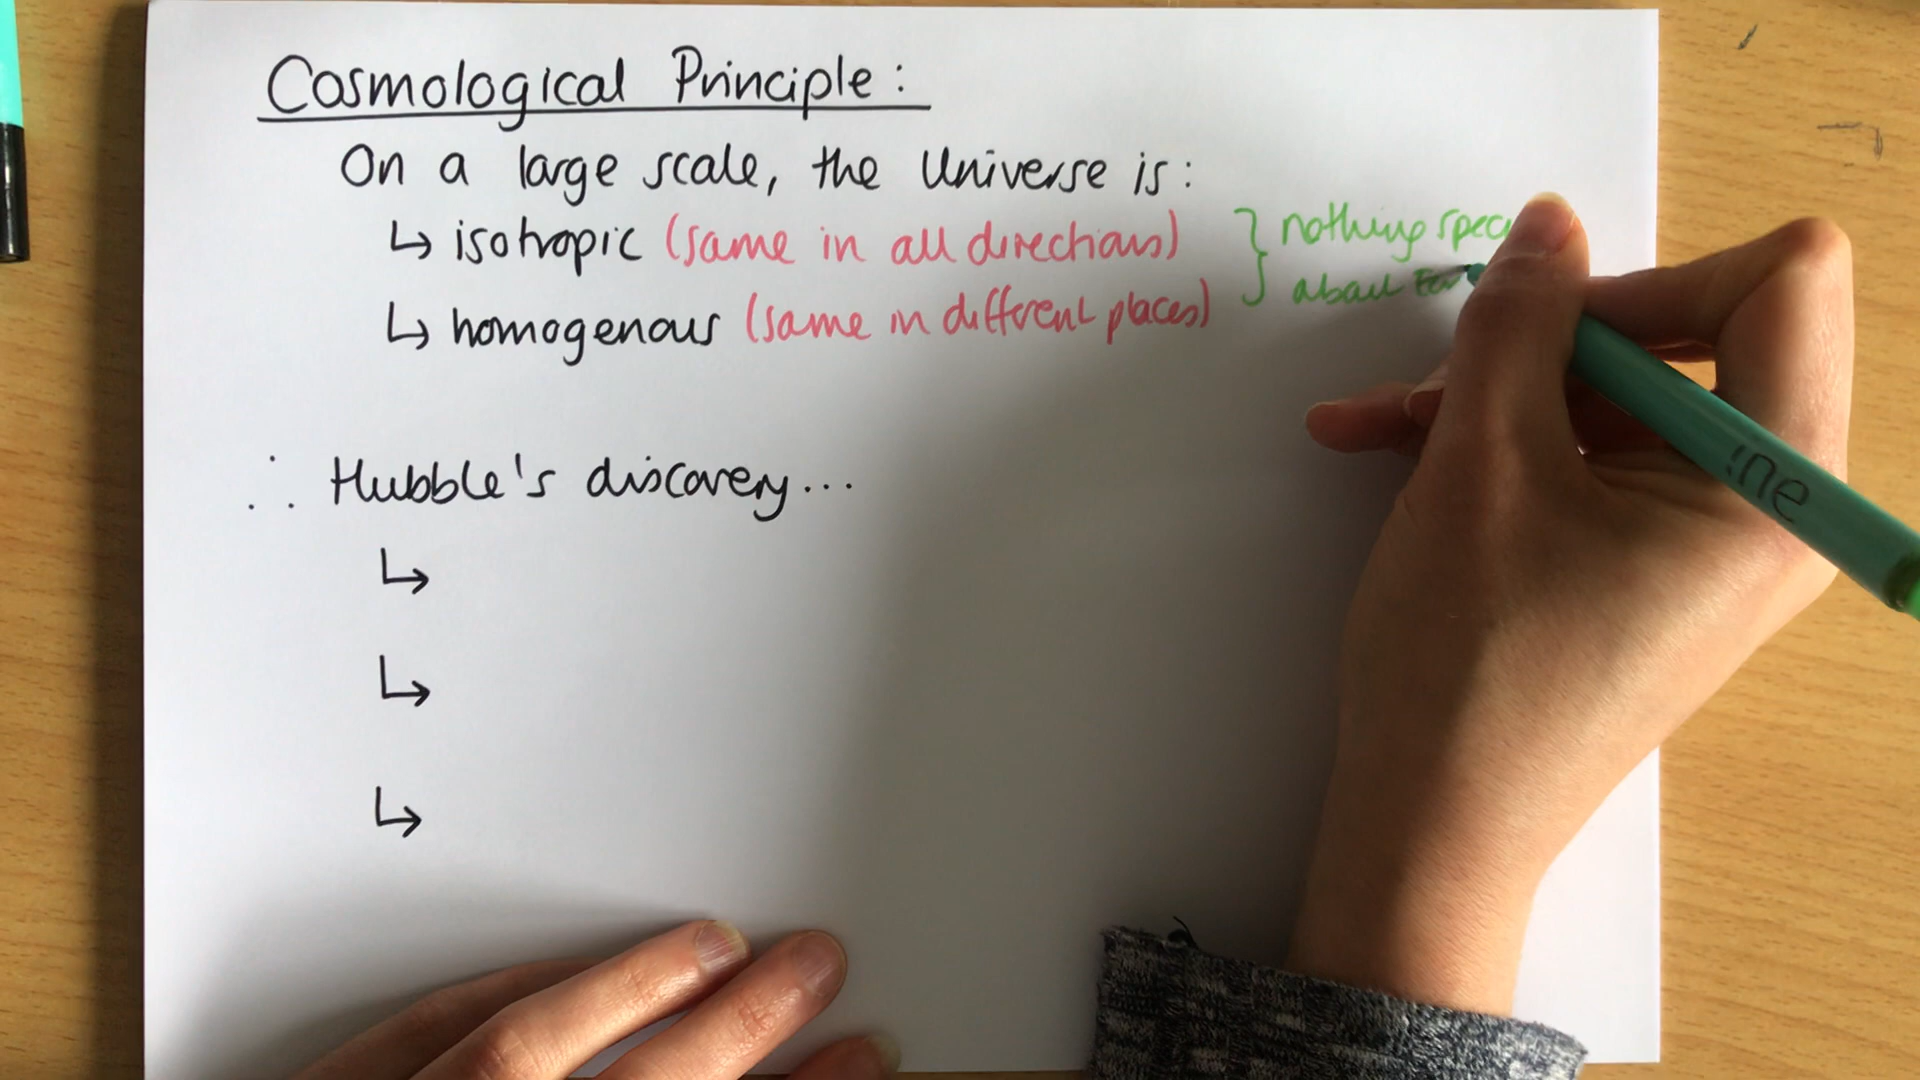 Cosmological Principle:
On a large scale, the Universe is:
↳ isotropic (same in all directions) } nothing
↳ homogenous (same in different places) about
∴ Hubble's discovery...
↳
↳
↳